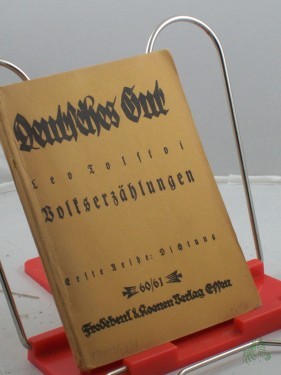 Deutsches Gut
Leo Tolstoi
Volkserzählungen
Erste Reihe: Dichtung
60/61
Fredebeul & Koenen Verlag Essen